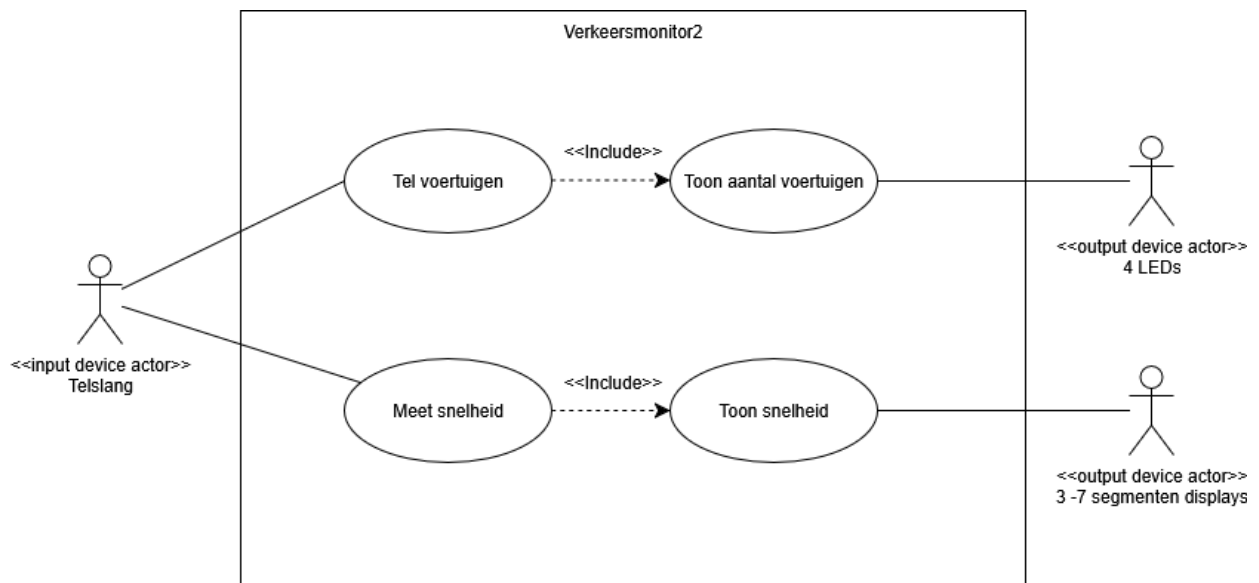 Verkeersmonitor2
<<Include>>
Tel voertuigen
Toon aantal voertuigen
<<output device actor>>
4 LEDs
<<input device actor>>
Telslang
<<Include>>
Meet snelheid
Toon snelheid
<<output device actor>>
3 -7 segmenten displays